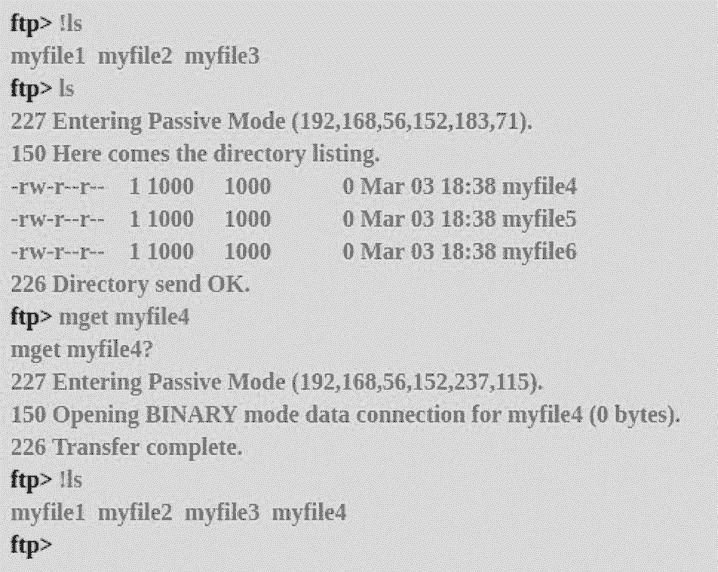 ftp> !ls
myfile1  myfile2  myfile3
ftp> ls
227 Entering Passive Mode (192,168,56,152,183,71).
150 Here comes the directory listing.
-rw-r--r--    1 1000     1000            0 Mar 03 18:38 myfile4
-rw-r--r--    1 1000     1000            0 Mar 03 18:38 myfile5
-rw-r--r--    1 1000     1000            0 Mar 03 18:38 myfile6
226 Directory send OK.
ftp> mget myfile4
mget myfile4?
227 Entering Passive Mode (192,168,56,152,237,115).
150 Opening BINARY mode data connection for myfile4 (0 bytes).
226 Transfer complete.
ftp> !ls
myfile1  myfile2  myfile3  myfile4
ftp>